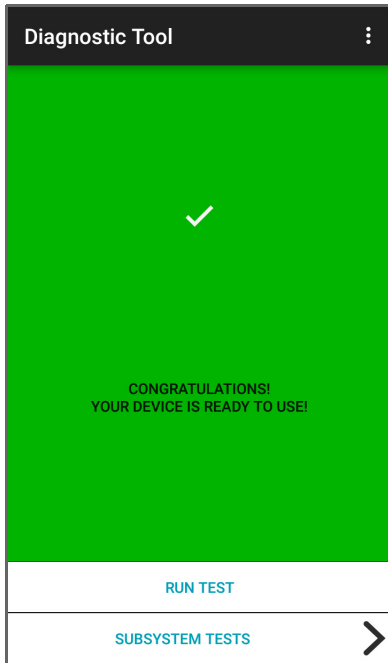 Diagnostic Tool
CONGRATULATIONS!
YOUR DEVICE IS READY TO USE!
RUN TEST
SUBSYSTEM TESTS